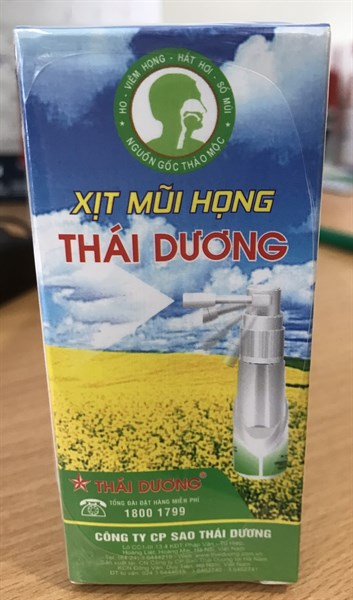 HO - VIÊM HỌNG - HẮT HƠI - SỔ MŨI
NGUỒN GỐC THẢO MỘC
XỊT MŨI HỌNG
THÁI DƯƠNG
THÁI DƯƠNG®
TỔNG ĐÀI ĐẶT HÀNG MIỄN PHÍ
1800 1799
CÔNG TY CP SAO THÁI DƯƠNG